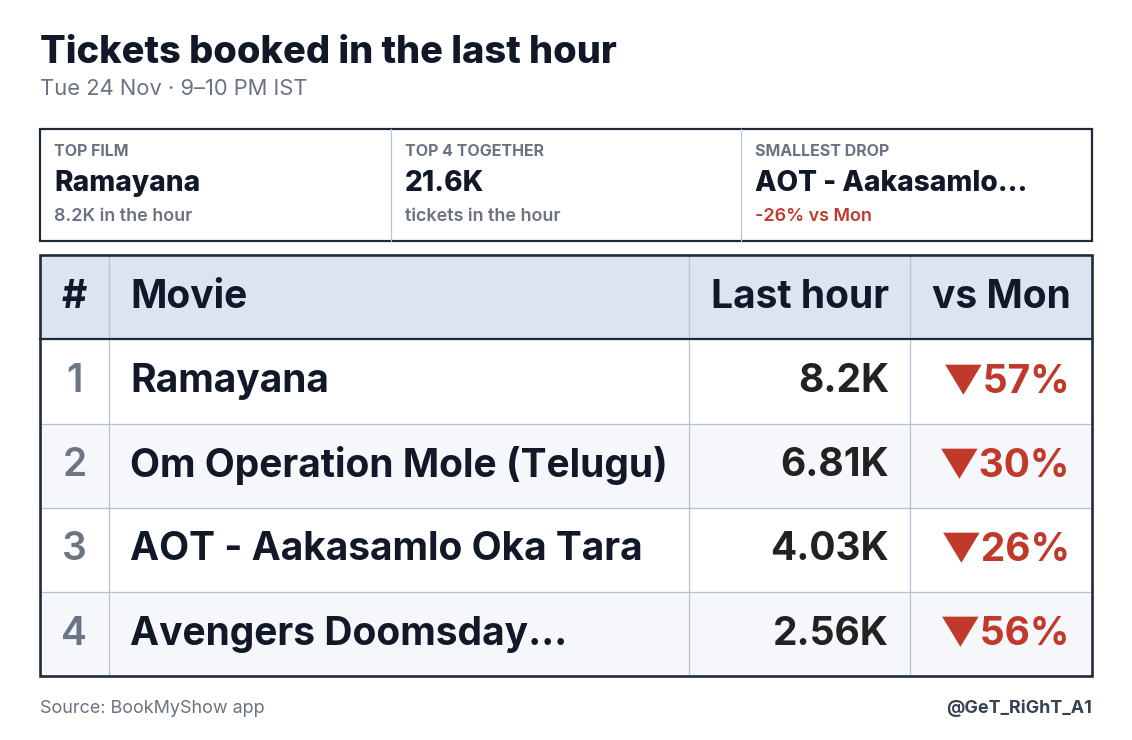 Tickets booked in the last hour
Tue 24 Nov · 9–10 PM IST
TOP FILM
Ramayana
8.2K in the hour
TOP 4 TOGETHER
21.6K
tickets in the hour
SMALLEST DROP
AOT - Aakasamlo...
-26% vs Mon
# Movie Last hour vs Mon
1 Ramayana 8.2K ▼57%
2 Om Operation Mole (Telugu) 6.81K ▼30%
3 AOT - Aakasamlo Oka Tara 4.03K ▼26%
4 Avengers Doomsday... 2.56K ▼56%
Source: BookMyShow app
@GeT_RiGhT_A1